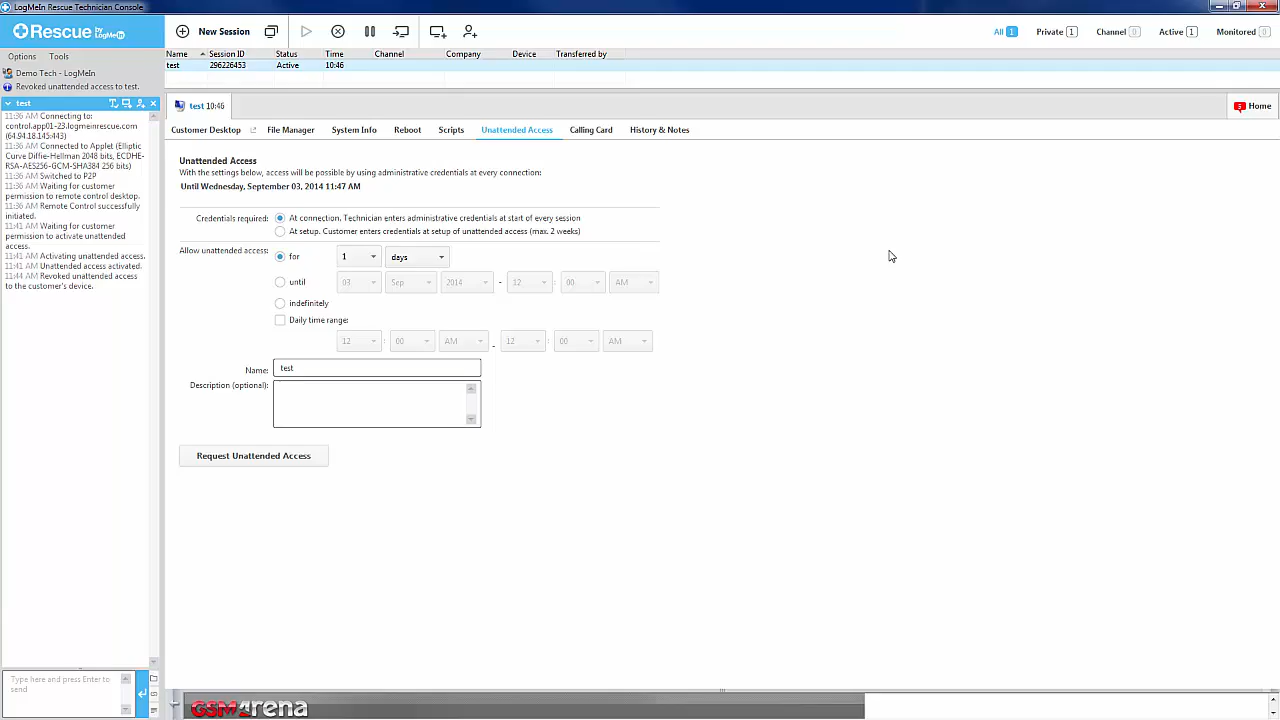 LogMeIn Rescue Technician Console
Rescue by LogMeIn
New Session
All 1 Private 1 Channel 0 Active 1 Monitored 0
Name Session ID Status Time Channel Company Device Transferred by
test 296226453 Active 10:46
Options Tools
Demo Tech - LogMeIn
Revoked unattended access to test.
test
11:36 AM Connecting to:
control.app01-23.logmeinrescue.com
(64.94.18.145:443)
11:36 AM Connected to Applet (Elliptic
Curve Diffie-Hellman 2048 bits, ECDHE-
RSA-AES256-GCM-SHA384 256 bits)
11:36 AM Switched to P2P
11:36 AM Waiting for customer
permission to remote control desktop.
11:36 AM Remote Control successfully
initiated.
11:41 AM Waiting for customer
permission to activate unattended
access.
11:41 AM Activating unattended access.
11:41 AM Unattended access activated.
11:44 AM Revoked unattended access
to the customer's device.
Type here and press Enter to
send
test 10:46
Home
Customer Desktop File Manager System Info Reboot Scripts Unattended Access Calling Card History & Notes
Unattended Access
With the settings below, access will be possible by using administrative credentials at every connection:
Until Wednesday, September 03, 2014 11:47 AM
Credentials required: At connection. Technician enters administrative credentials at start of every session
At setup. Customer enters credentials at setup of unattended access (max. 2 weeks)
Allow unattended access: for 1 days
until 03 Sep 2014 - 12 : 00 AM
indefinitely
Daily time range:
12 : 00 AM - 12 : 00 AM
Name: test
Description (optional):
Request Unattended Access
GSMArena